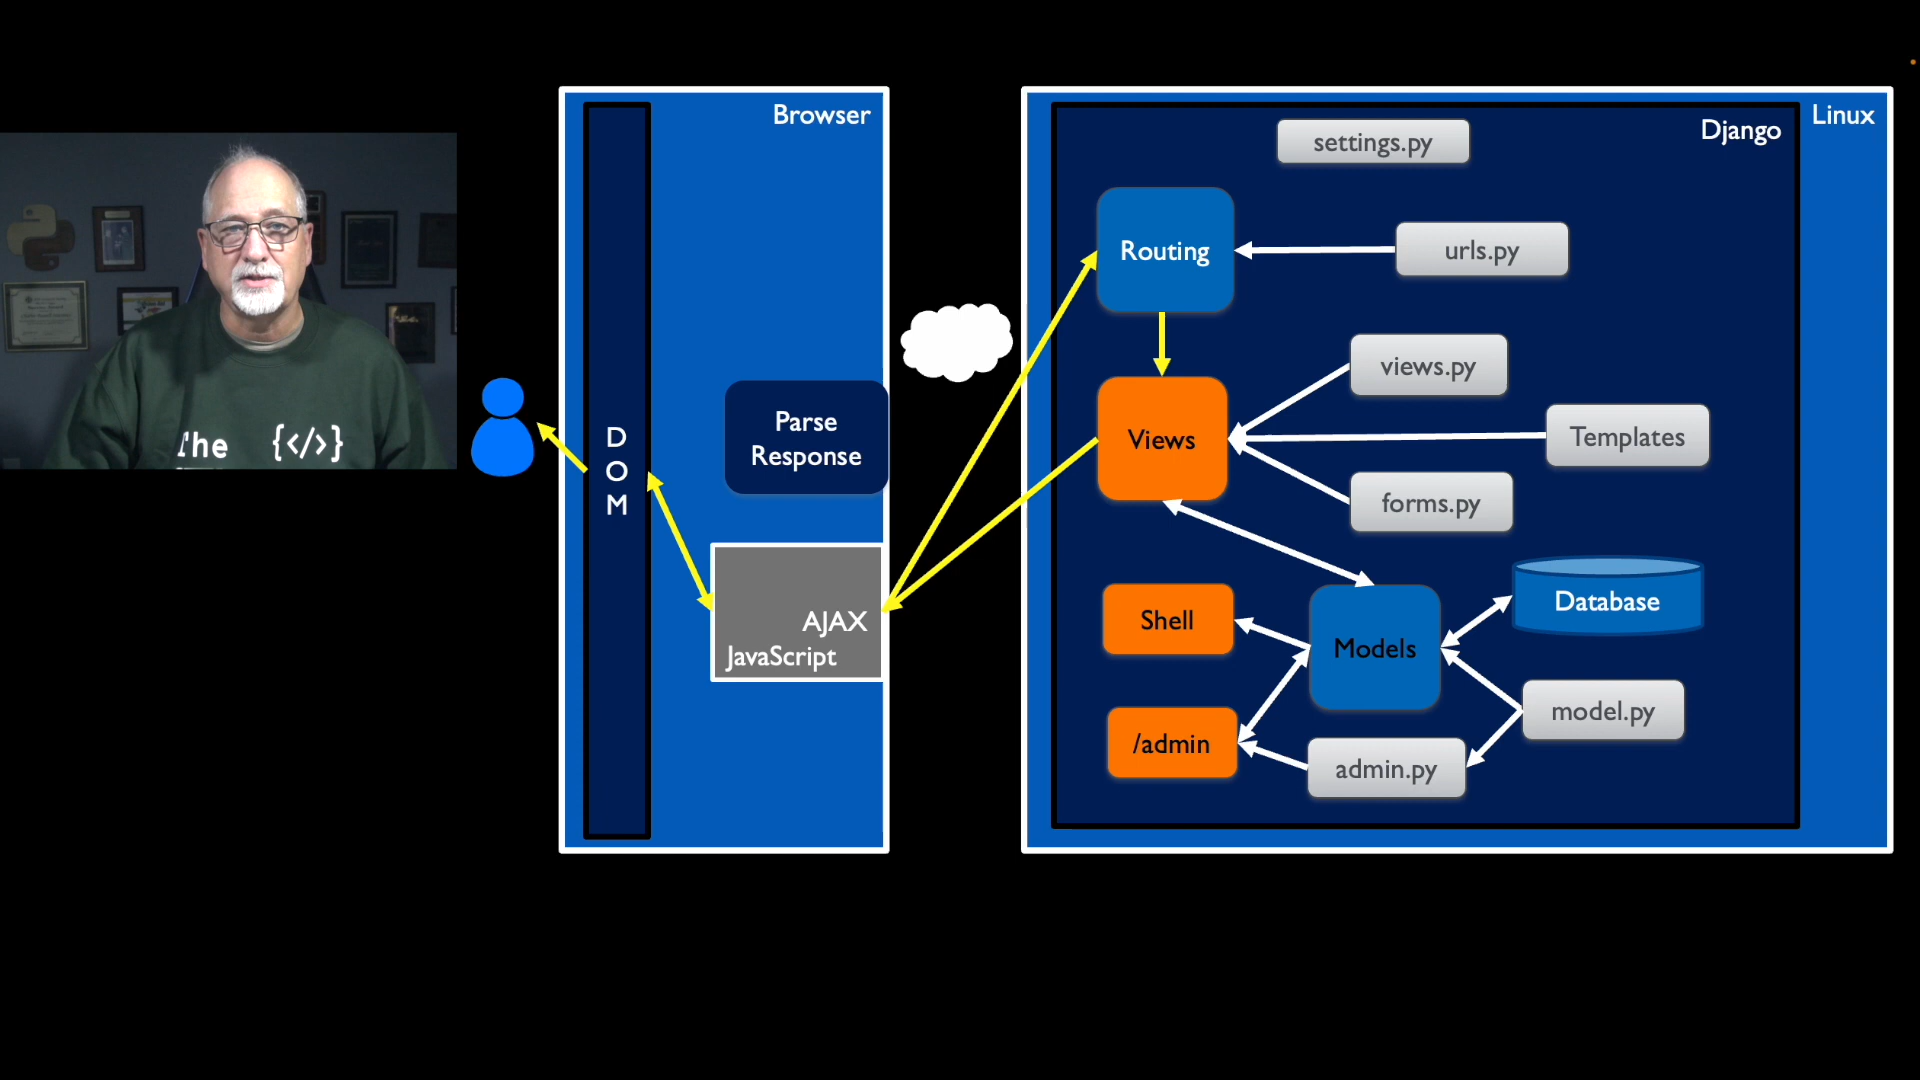 Browser
Linux
Django
settings.py
Routing
urls.py
views.py
Parse
Response
Views
Templates
D
O
M
The {</>}
forms.py
Database
AJAX
JavaScript
Shell
Models
model.py
/admin
admin.py